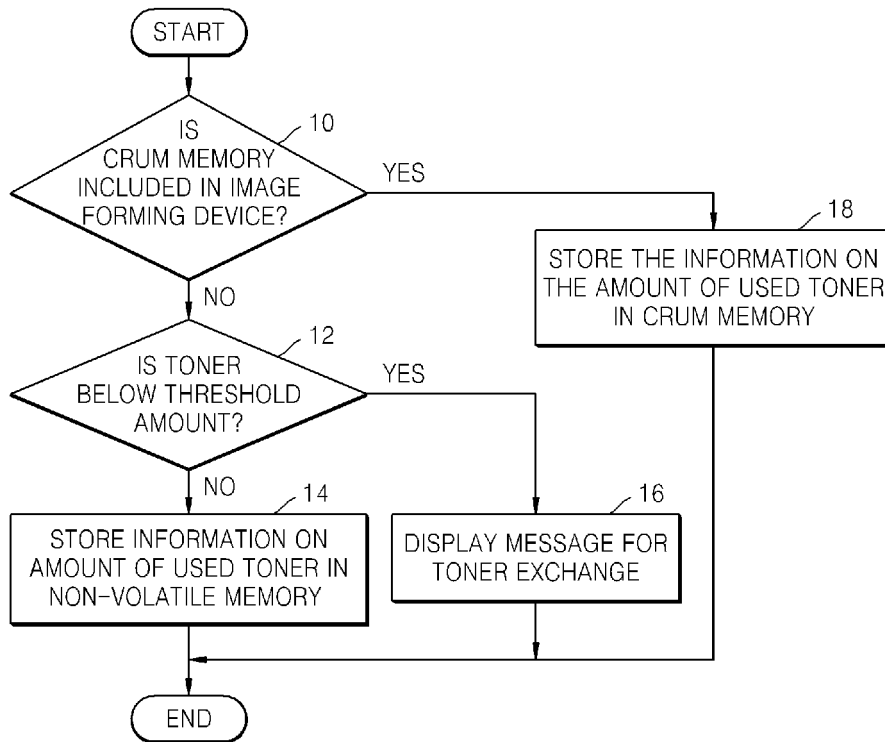 START
10
IS
CRUM MEMORY
INCLUDED IN IMAGE
FORMING DEVICE?
YES
18
STORE THE INFORMATION ON
THE AMOUNT OF USED TONER
IN CRUM MEMORY
NO
12
IS TONER
BELOW THRESHOLD
AMOUNT?
YES
NO
14
STORE INFORMATION ON
AMOUNT OF USED TONER IN
NON-VOLATILE MEMORY
16
DISPLAY MESSAGE FOR
TONER EXCHANGE
END